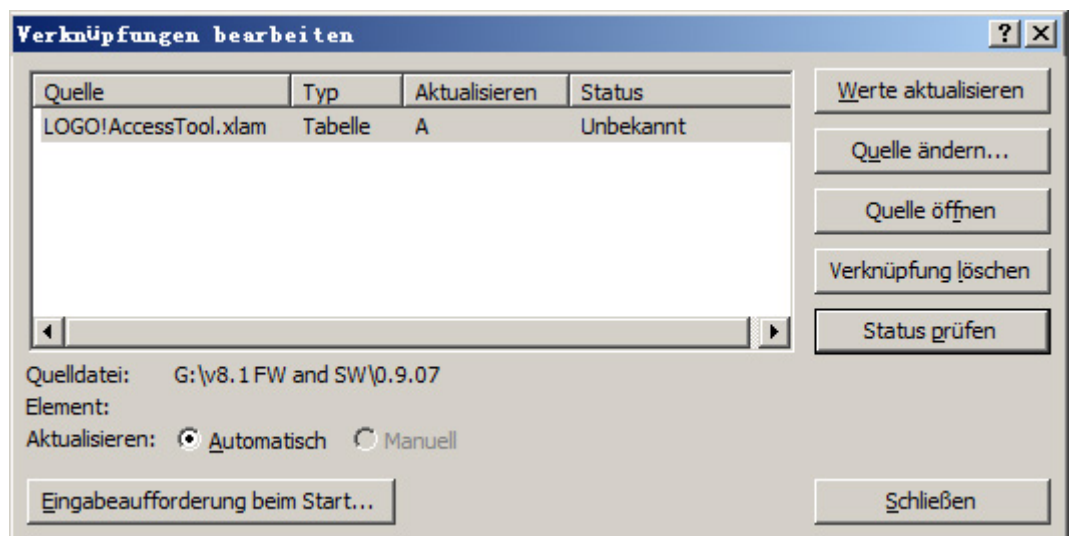 Verknüpfungen bearbeiten
Quelle Typ Aktualisieren Status
LOGO!AccessTool.xlam Tabelle A Unbekannt
Werte aktualisieren
Quelle ändern...
Quelle öffnen
Verknüpfung löschen
Status prüfen
Quelldatei: G:\v8.1 FW and SW\0.9.07
Element:
Aktualisieren: Automatisch Manuell
Eingabeaufforderung beim Start...
Schließen